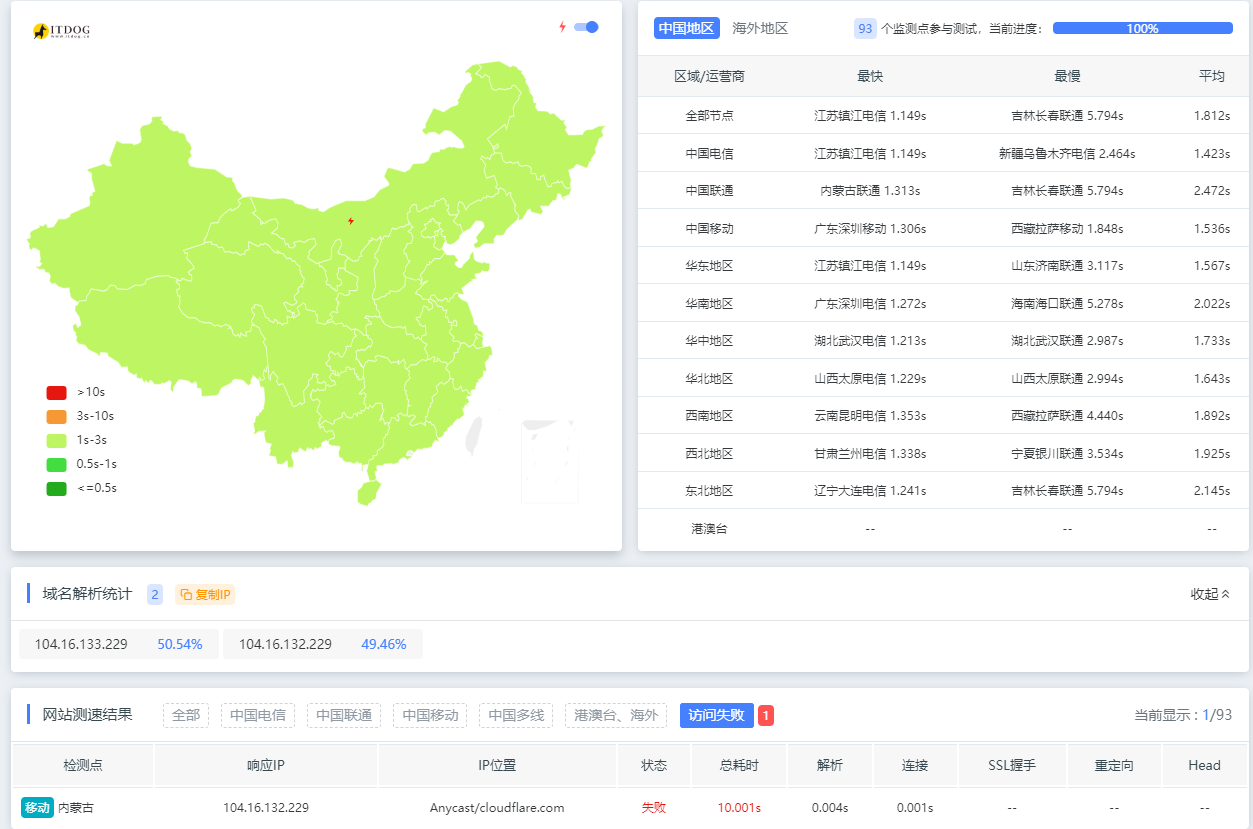 ITDOG
www.itdog.cn
>10s
3s-10s
1s-3s
0.5s-1s
<=0.5s
中国地区 海外地区 93 个监测点参与测试，当前进度： 100%
区域/运营商 最快 最慢 平均
全部节点 江苏镇江电信 1.149s 吉林长春联通 5.794s 1.812s
中国电信 江苏镇江电信 1.149s 新疆乌鲁木齐电信 2.464s 1.423s
中国联通 内蒙古联通 1.313s 吉林长春联通 5.794s 2.472s
中国移动 广东深圳移动 1.306s 西藏拉萨移动 1.848s 1.536s
华东地区 江苏镇江电信 1.149s 山东济南联通 3.117s 1.567s
华南地区 广东深圳电信 1.272s 海南海口联通 5.278s 2.022s
华中地区 湖北武汉电信 1.213s 湖北武汉联通 2.987s 1.733s
华北地区 山西太原电信 1.229s 山西太原联通 2.994s 1.643s
西南地区 云南昆明电信 1.353s 西藏拉萨联通 4.440s 1.892s
西北地区 甘肃兰州电信 1.338s 宁夏银川联通 3.534s 1.925s
东北地区 辽宁大连电信 1.241s 吉林长春联通 5.794s 2.145s
港澳台 -- -- --
域名解析统计 2 复制IP 收起
104.16.133.229 50.54% 104.16.132.229 49.46%
网站测速结果 全部 中国电信 中国联通 中国移动 中国多线 港澳台、海外 访问失败 1 当前显示：1/93
检测点 响应IP IP位置 状态 总耗时 解析 连接 SSL握手 重定向 Head
移动 内蒙古 104.16.132.229 Anycast/cloudflare.com 失败 10.001s 0.004s 0.001s -- -- --